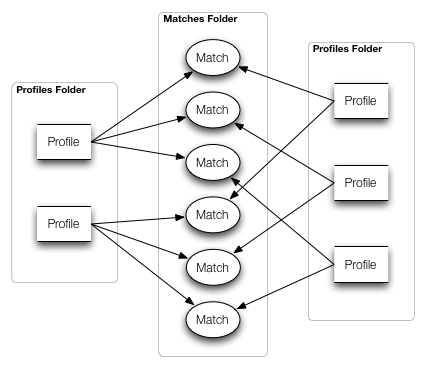 Matches Folder
Match
Match
Match
Match
Match
Match
Profiles Folder
Profile
Profile
Profiles Folder
Profile
Profile
Profile